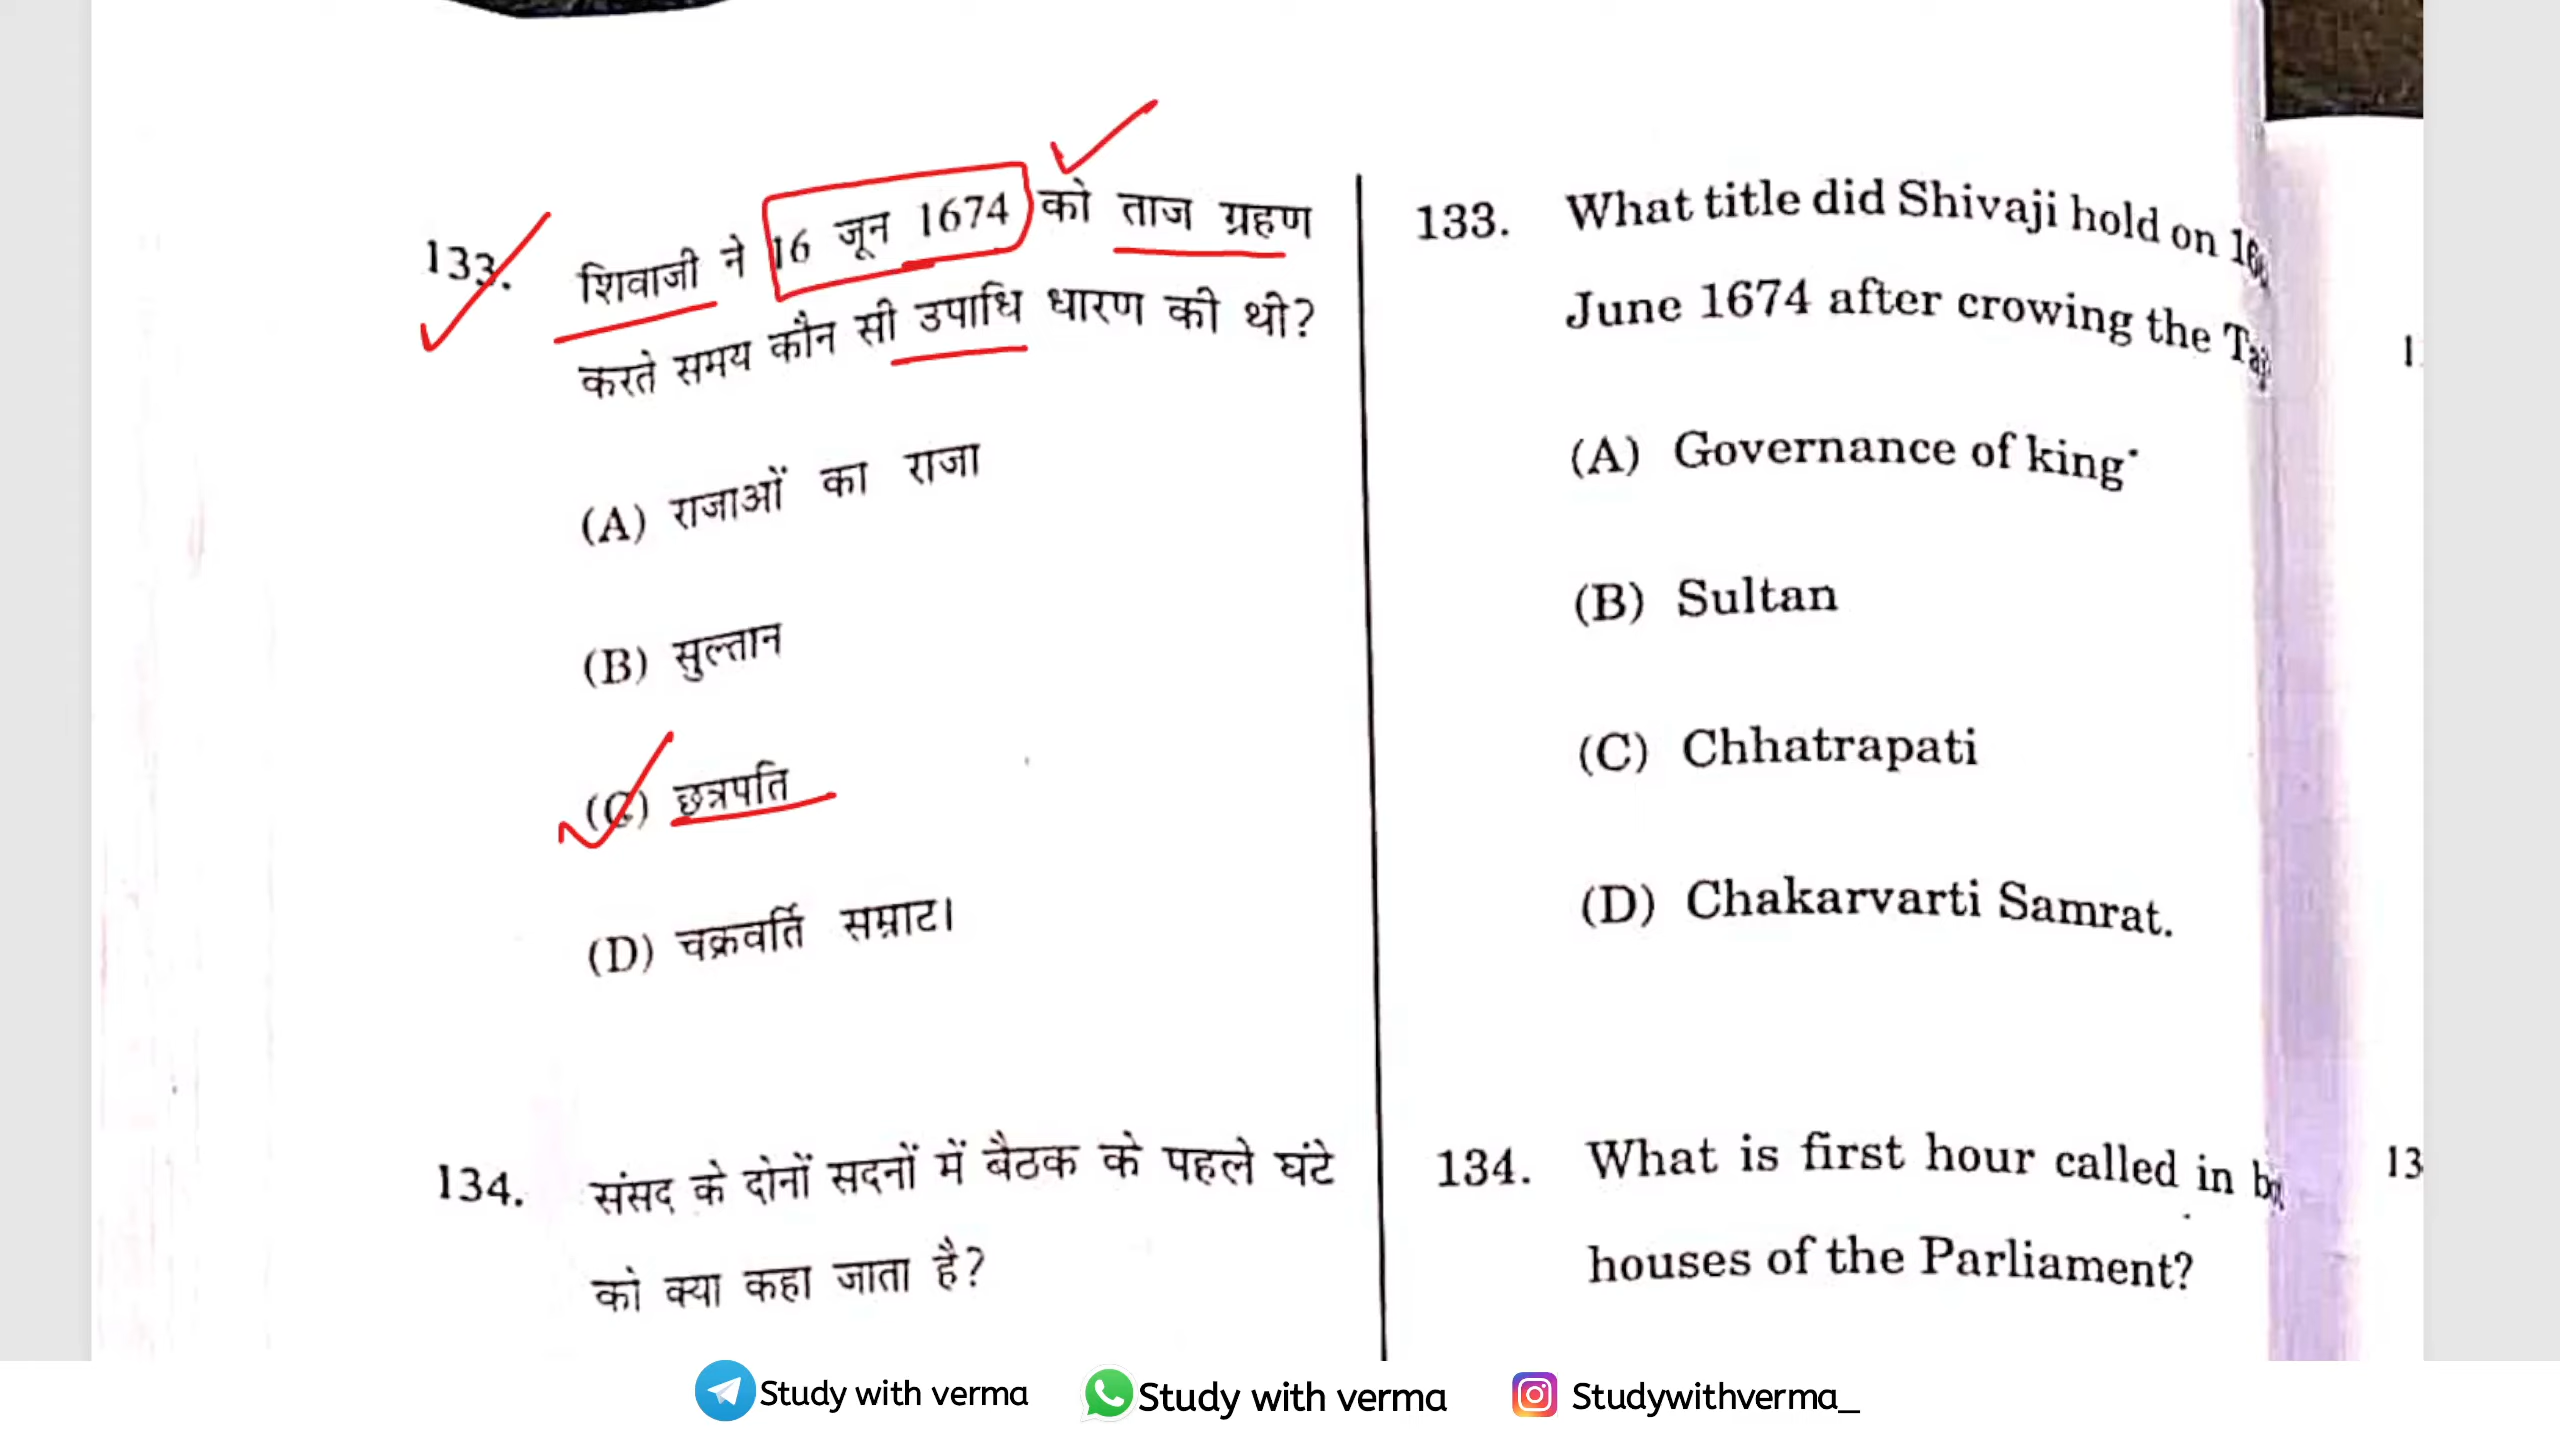 133. शिवाजी ने 16 जून 1674 को ताज ग्रहण
करते समय कौन सी उपाधि धारण की थी?
(A) राजाओं का राजा
(B) सुल्तान
(C) छत्रपति
(D) चक्रवर्ति सम्राट।
134. संसद के दोनों सदनों में बैठक के पहले घंटे
को क्या कहा जाता है?
133. What title did Shivaji hold on
June 1674 after crowing the
(A) Governance of king
(B) Sultan
(C) Chhatrapati
(D) Chakarvarti Samrat.
134. What is first hour called in
houses of the Parliament?
13
Study with verma
Study with verma
Studywithverma_